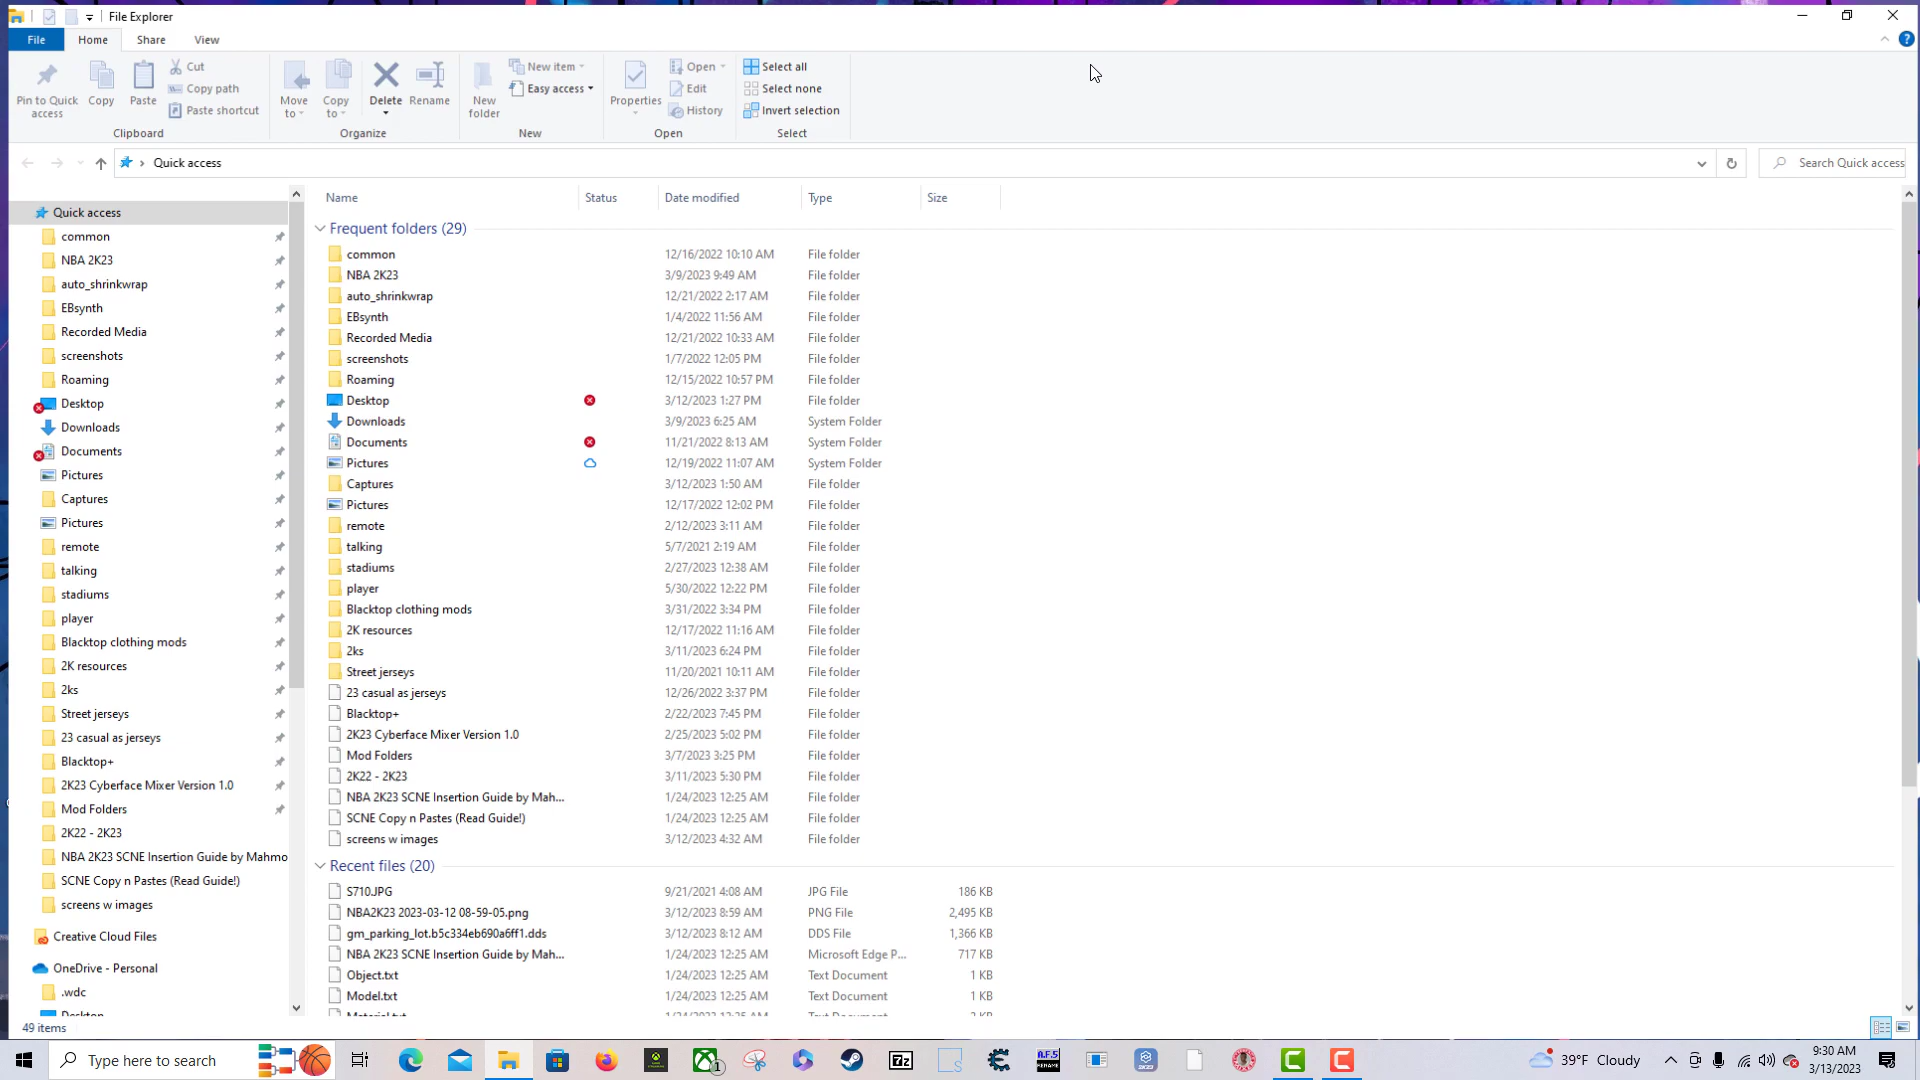 File Explorer
File
Home
Share
View
Pin to Quick access
Copy
Paste
Cut
Copy path
Paste shortcut
Clipboard
Move to
Copy to
Delete
Rename
Organize
New folder
New item
Easy access
New
Properties
Open
Edit
History
Open
Select all
Select none
Invert selection
Select
Quick access
Search Quick access
Quick access
common
NBA 2K23
auto_shrinkwrap
EBsynth
Recorded Media
screenshots
Roaming
Desktop
Downloads
Documents
Pictures
Captures
Pictures
remote
talking
stadiums
player
Blacktop clothing mods
2K resources
2ks
Street jerseys
23 casual as jerseys
Blacktop+
2K23 Cyberface Mixer Version 1.0
Mod Folders
2K22 - 2K23
NBA 2K23 SCNE Insertion Guide by Mahmo
SCNE Copy n Pastes (Read Guide!)
screens w images
Creative Cloud Files
OneDrive - Personal
.wdc
Desktop
Name Status Date modified Type Size
Frequent folders (29)
common 12/16/2022 10:10 AM File folder
NBA 2K23 3/9/2023 9:49 AM File folder
auto_shrinkwrap 12/21/2022 2:17 AM File folder
EBsynth 1/4/2022 11:56 AM File folder
Recorded Media 12/21/2022 10:33 AM File folder
screenshots 1/7/2022 12:05 PM File folder
Roaming 12/15/2022 10:57 PM File folder
Desktop 3/12/2023 1:27 PM File folder
Downloads 3/9/2023 6:25 AM System Folder
Documents 11/21/2022 8:13 AM System Folder
Pictures 12/19/2022 11:07 AM System Folder
Captures 3/12/2023 1:50 AM File folder
Pictures 12/17/2022 12:02 PM File folder
remote 2/12/2023 3:11 AM File folder
talking 5/7/2021 2:19 AM File folder
stadiums 2/27/2023 12:38 AM File folder
player 5/30/2022 12:22 PM File folder
Blacktop clothing mods 3/31/2022 3:34 PM File folder
2K resources 12/17/2022 11:16 AM File folder
2ks 3/11/2023 6:24 PM File folder
Street jerseys 11/20/2021 10:11 AM File folder
23 casual as jerseys 12/26/2022 3:37 PM File folder
Blacktop+ 2/22/2023 7:45 PM File folder
2K23 Cyberface Mixer Version 1.0 2/25/2023 5:02 PM File folder
Mod Folders 3/7/2023 3:25 PM File folder
2K22 - 2K23 3/11/2023 5:30 PM File folder
NBA 2K23 SCNE Insertion Guide by Mah... 1/24/2023 12:25 AM File folder
SCNE Copy n Pastes (Read Guide!) 1/24/2023 12:25 AM File folder
screens w images 3/12/2023 4:32 AM File folder
Recent files (20)
S710.JPG 9/21/2021 4:08 AM JPG File 186 KB
NBA2K23 2023-03-12 08-59-05.png 3/12/2023 8:59 AM PNG File 2,495 KB
gm_parking_lot.b5c334eb690a6ff1.dds 3/12/2023 8:12 AM DDS File 1,366 KB
NBA 2K23 SCNE Insertion Guide by Mah... 1/24/2023 12:25 AM Microsoft Edge P... 717 KB
Object.txt 1/24/2023 12:25 AM Text Document 1 KB
Model.txt 1/24/2023 12:25 AM Text Document 1 KB
Material.txt 1/24/2023 12:25 AM Text Document
49 items
Type here to search
7z
A.F.S
RENAME
39°F Cloudy
9:30 AM
3/13/2023